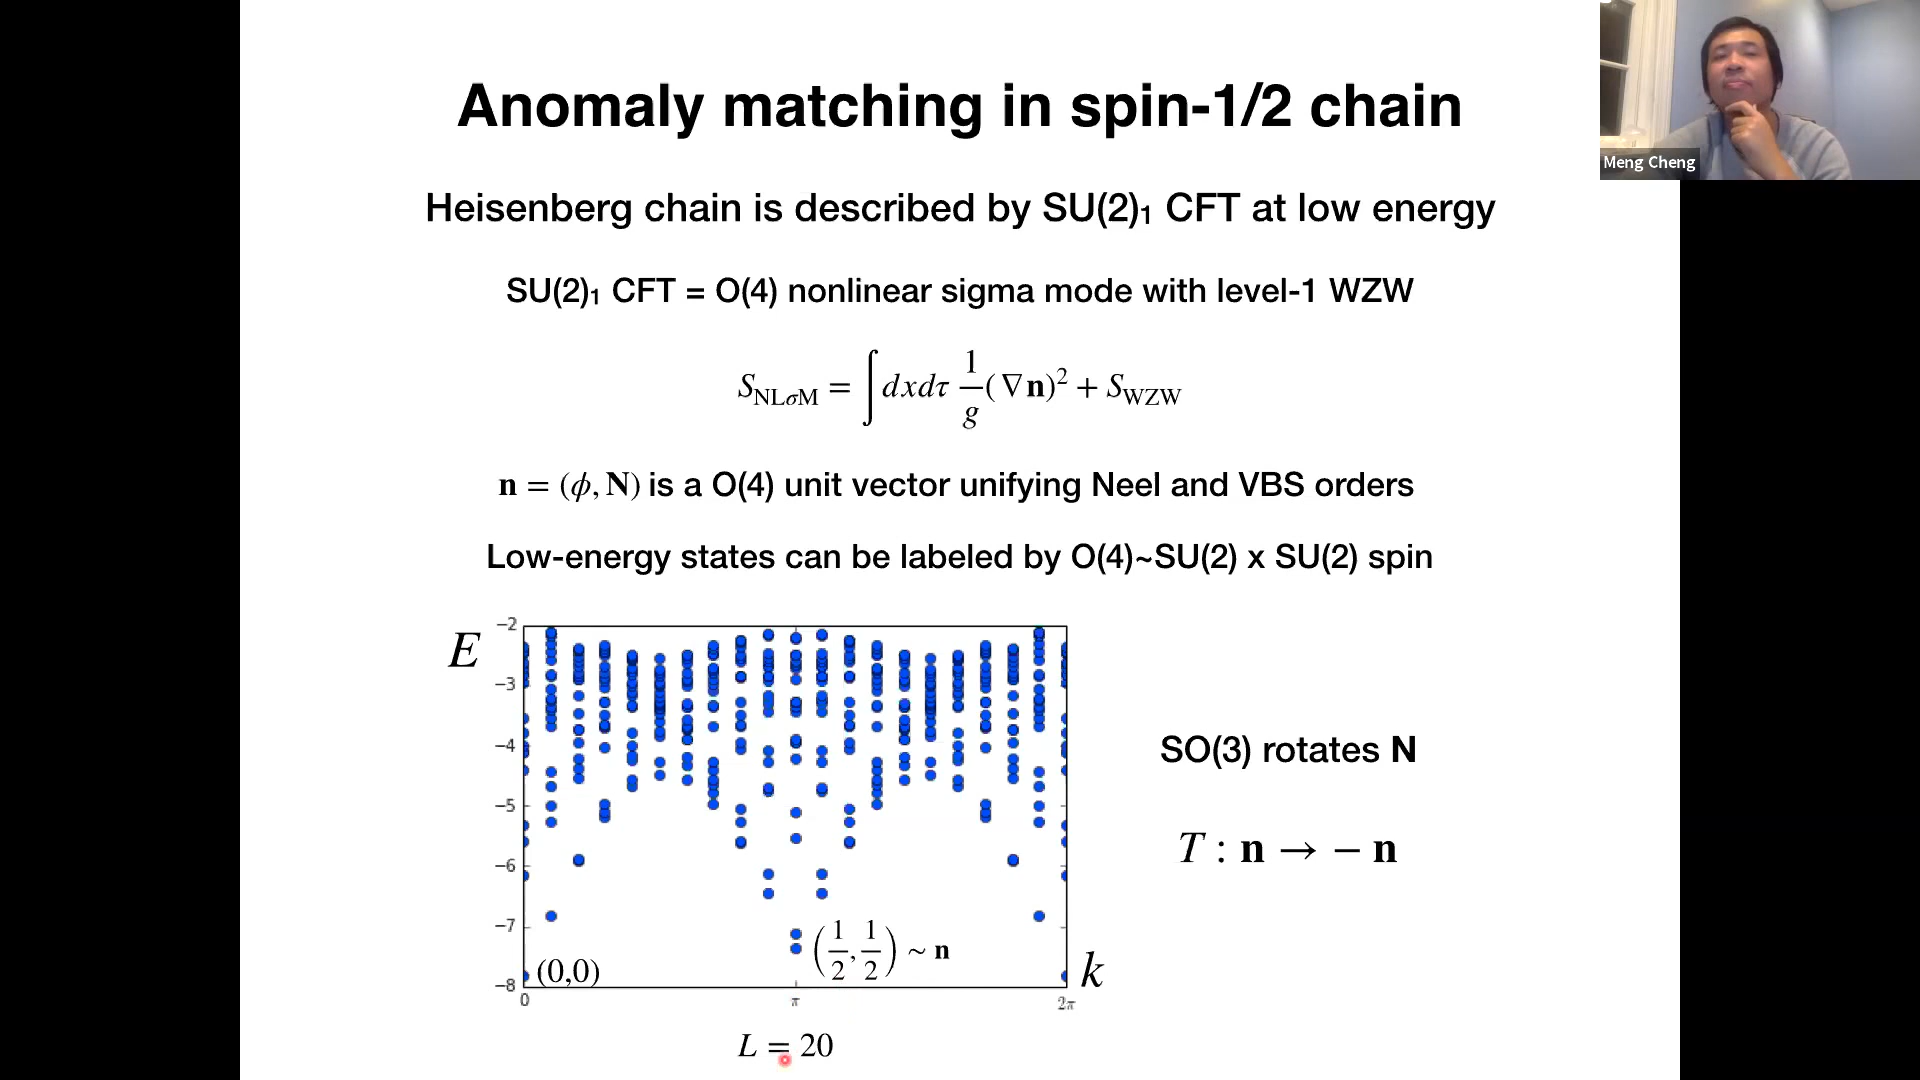 Anomaly matching in spin-1/2 chain
Meng Cheng
Heisenberg chain is described by SU(2)₁ CFT at low energy
SU(2)₁ CFT = O(4) nonlinear sigma mode with level-1 WZW
S_NLσM = ∫ dxdτ 1/g (∇n)² + S_WZW
n = (ϕ, N) is a O(4) unit vector unifying Neel and VBS orders
Low-energy states can be labeled by O(4)~SU(2) x SU(2) spin
E
−2
−3
−4
−5
−6
−7
−8
(0,0)
(1/2, 1/2) ~ n
k
0
π
2π
L = 20
SO(3) rotates N
T : n → − n